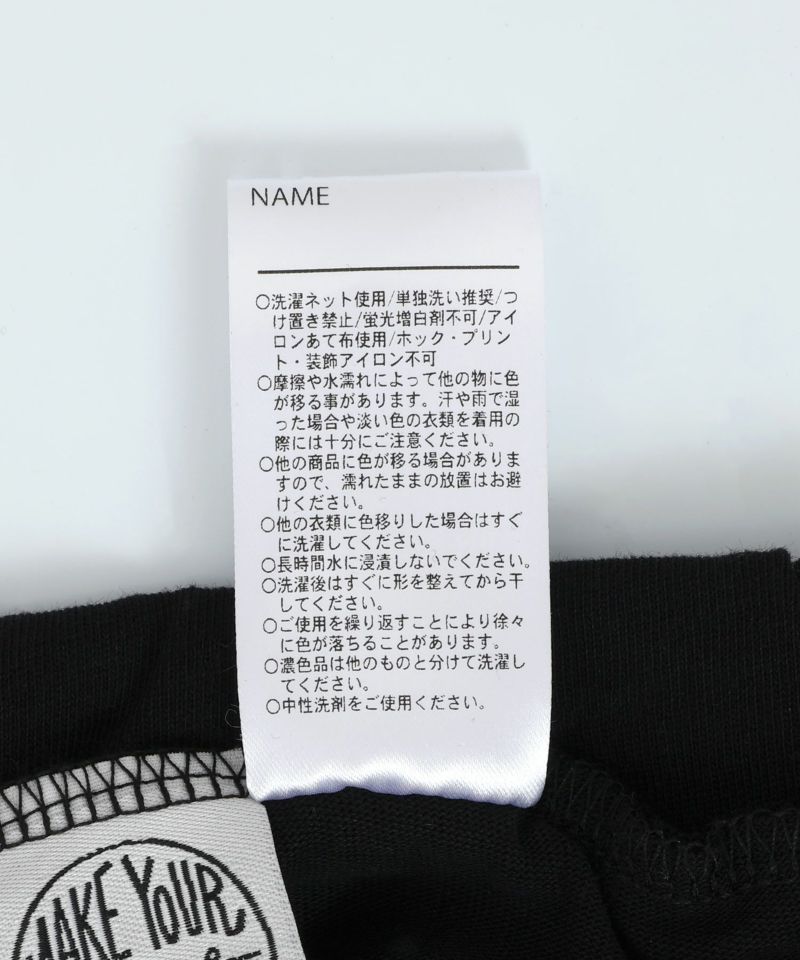 NAME
○洗濯ネット使用/単独洗い推奨/つ
け置き禁止/蛍光増白剤不可/アイ
ロンあて布使用/ホック・プリン
ト・装飾アイロン不可
○摩擦や水濡れによって他の物に色
が移る事があります。汗や雨で湿
った場合や淡い色の衣類を着用の
際には十分にご注意ください。
○他の商品に色が移る場合がありま
すので、濡れたままの放置はお避
けください。
○他の衣類に色移りした場合はすぐ
に洗濯してください。
○長時間水に浸漬しないでください。
○洗濯後はすぐに形を整えてから干
してください。
○ご使用を繰り返すことにより徐々
に色が落ちることがあります。
○濃色品は他のものと分けて洗濯し
てください。
○中性洗剤をご使用ください。
MAKE YOUR